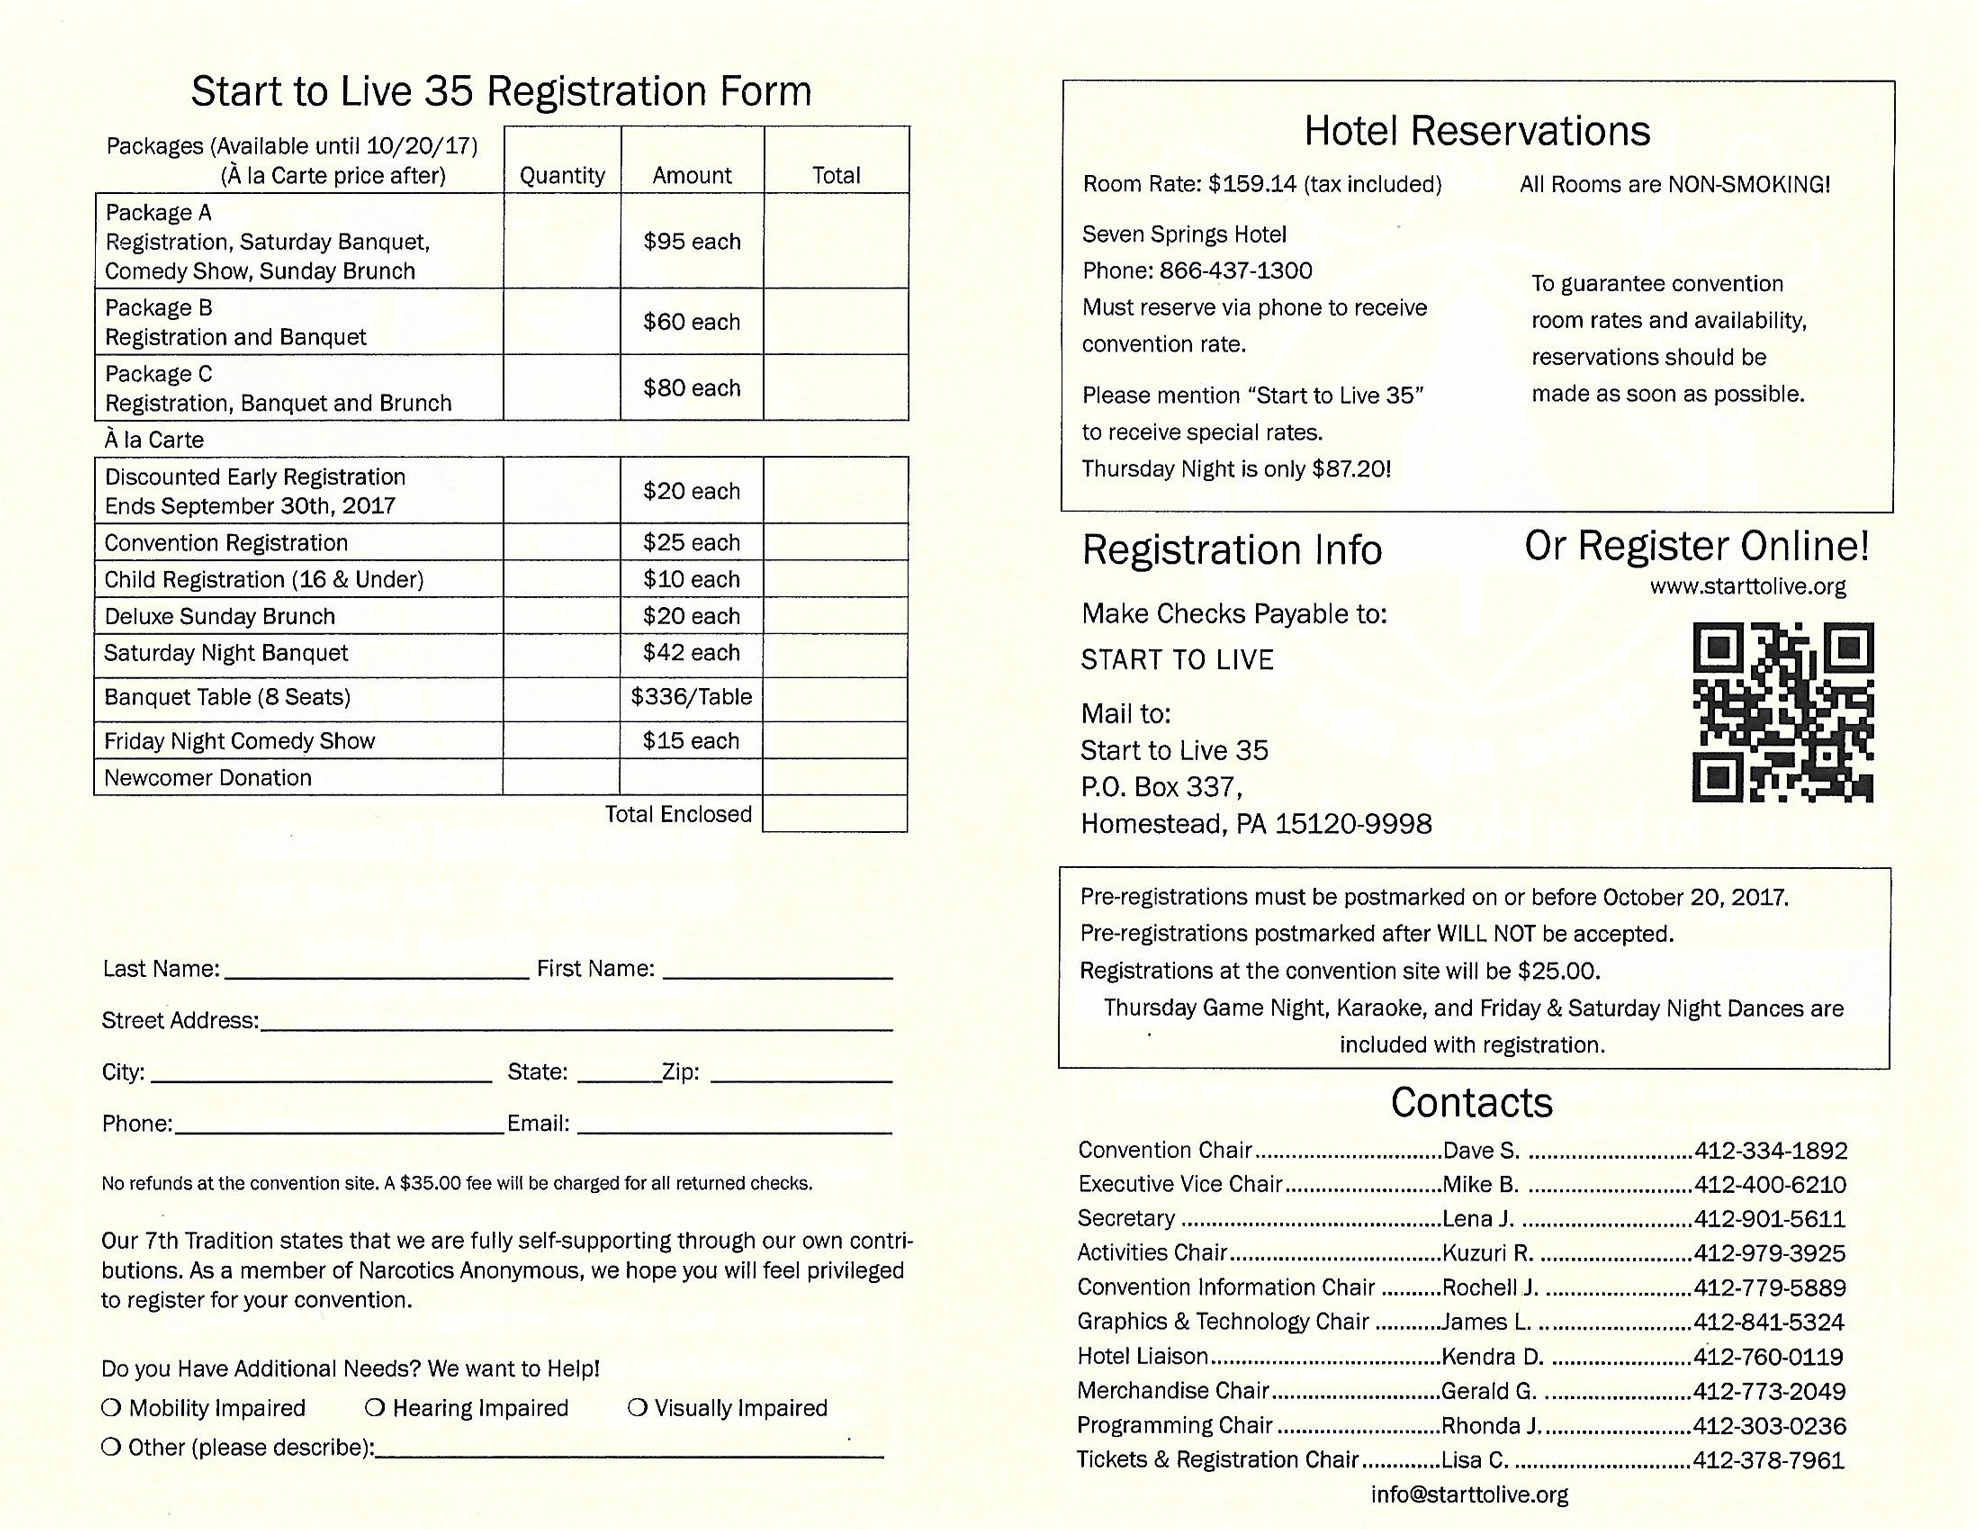 Start to Live 35 Registration Form
Packages (Available until 10/20/17)
(À la Carte price after)
Quantity
Amount
Total
Package A
Registration, Saturday Banquet,
Comedy Show, Sunday Brunch
$95 each
Package B
Registration and Banquet
$60 each
Package C
Registration, Banquet and Brunch
$80 each
À la Carte
Discounted Early Registration
Ends September 30th, 2017
$20 each
Convention Registration
$25 each
Child Registration (16 & Under)
$10 each
Deluxe Sunday Brunch
$20 each
Saturday Night Banquet
$42 each
Banquet Table (8 Seats)
$336/Table
Friday Night Comedy Show
$15 each
Newcomer Donation
Total Enclosed
Last Name: First Name:
Street Address:
City: State: Zip:
Phone: Email:
No refunds at the convention site. A $35.00 fee will be charged for all returned checks.
Our 7th Tradition states that we are fully self-supporting through our own contri-
butions. As a member of Narcotics Anonymous, we hope you will feel privileged
to register for your convention.
Do you Have Additional Needs? We want to Help!
Mobility Impaired Hearing Impaired Visually Impaired
Other (please describe):
Hotel Reservations
Room Rate: $159.14 (tax included)
All Rooms are NON-SMOKING!
Seven Springs Hotel
Phone: 866-437-1300
Must reserve via phone to receive
convention rate.
Please mention “Start to Live 35”
to receive special rates.
Thursday Night is only $87.20!
To guarantee convention
room rates and availability,
reservations should be
made as soon as possible.
Registration Info
Make Checks Payable to:
START TO LIVE
Mail to:
Start to Live 35
P.O. Box 337,
Homestead, PA 15120-9998
Or Register Online!
www.starttolive.org
Pre-registrations must be postmarked on or before October 20, 2017.
Pre-registrations postmarked after WILL NOT be accepted.
Registrations at the convention site will be $25.00.
Thursday Game Night, Karaoke, and Friday & Saturday Night Dances are
included with registration.
Contacts
Convention Chair............................Dave S. .........................412-334-1892
Executive Vice Chair........................Mike B. .........................412-400-6210
Secretary .......................................Lena J. ..........................412-901-5611
Activities Chair................................Kuzuri R. .......................412-979-3925
Convention Information Chair .........Rochell J. ......................412-779-5889
Graphics & Technology Chair ..........James L. .......................412-841-5324
Hotel Liaison...................................Kendra D. .....................412-760-0119
Merchandise Chair..........................Gerald G. ......................412-773-2049
Programming Chair.........................Rhonda J.......................412-303-0236
Tickets & Registration Chair............Lisa C. ...........................412-378-7961
info@starttolive.org